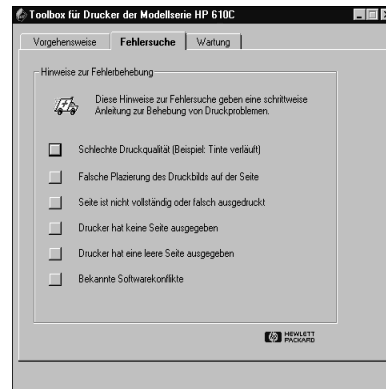 Toolbox für Drucker der Modellserie HP 610C
Vorgehensweise
Fehlersuche
Wartung
Hinweise zur Fehlerbehebung
Diese Hinweise zur Fehlersuche geben eine schrittweise
Anleitung zur Behebung von Druckproblemen.
Schlechte Druckqualität (Beispiel: Tinte verläuft)
Falsche Plazierung des Druckbilds auf der Seite
Seite ist nicht vollständig oder falsch ausgedruckt
Drucker hat keine Seite ausgegeben
Drucker hat eine leere Seite ausgegeben
Bekannte Softwarekonflikte
HEWLETT
PACKARD